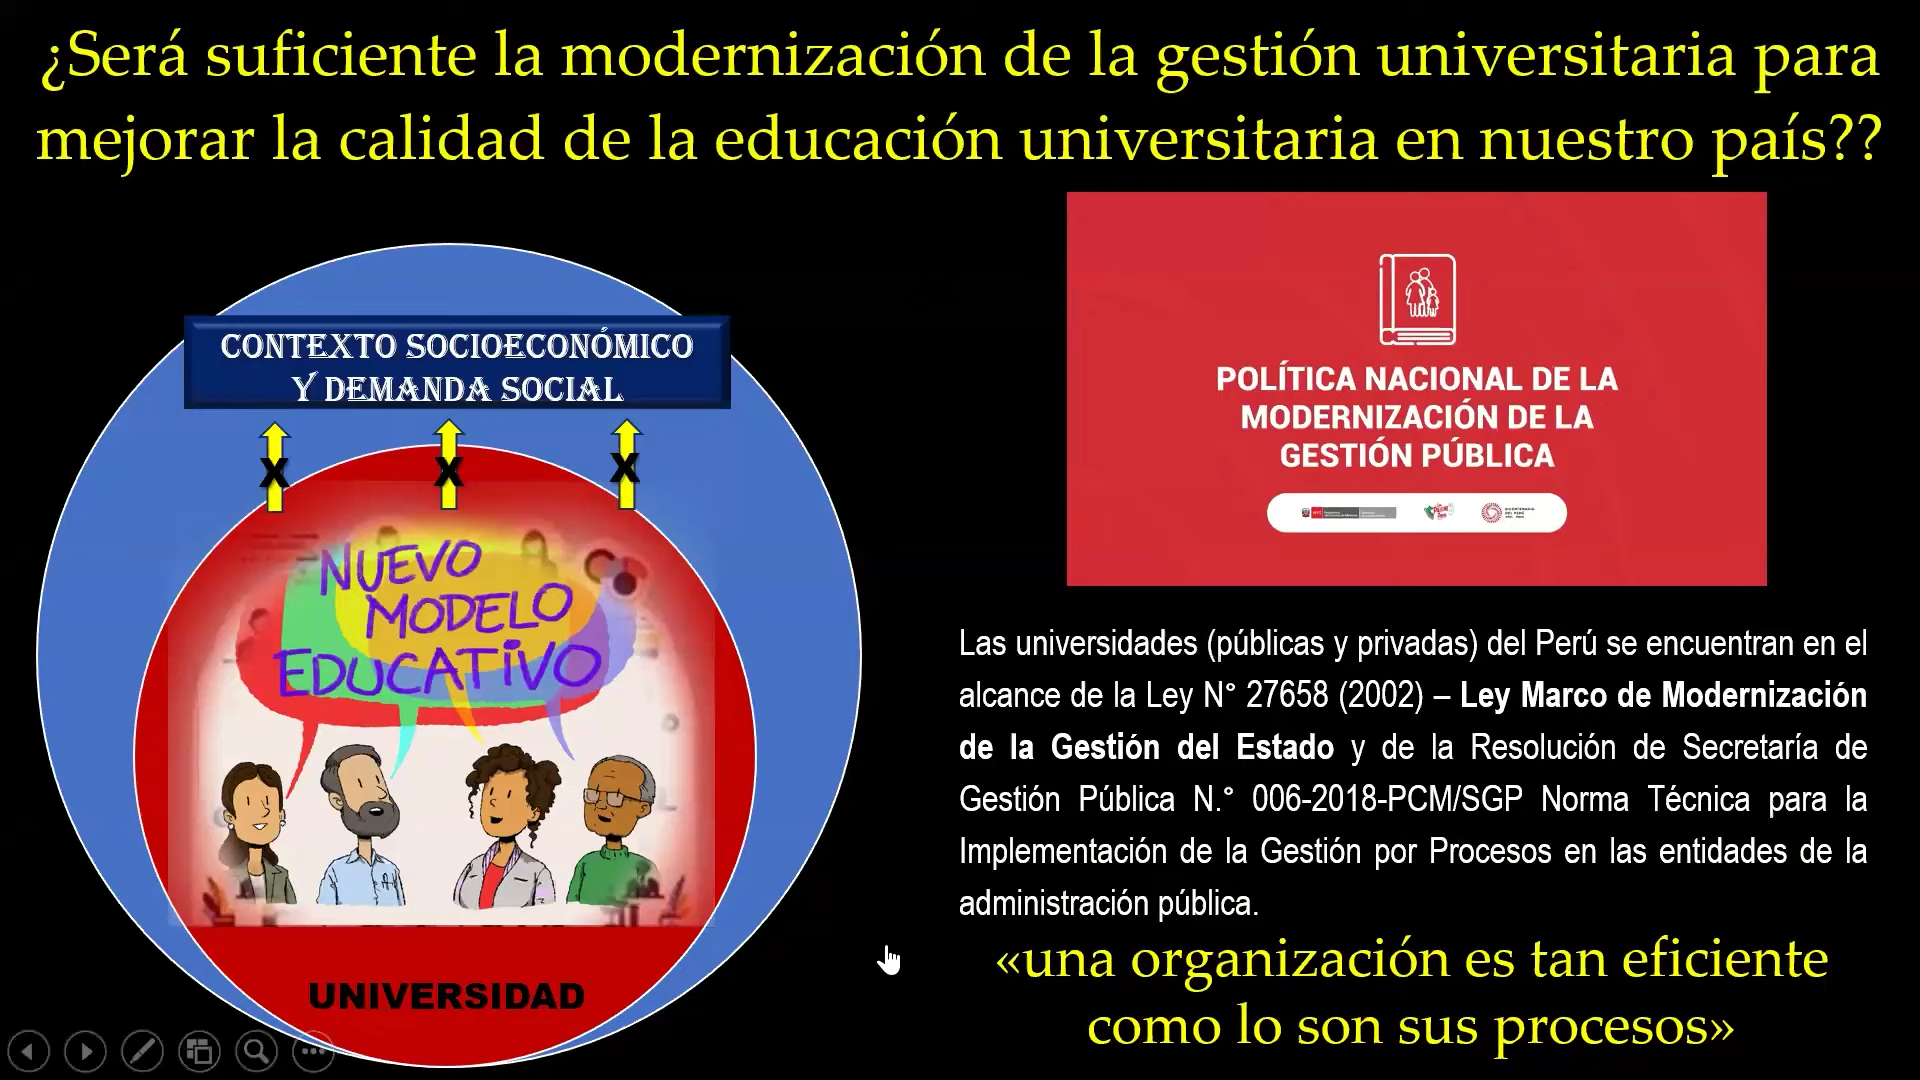 ¿Será suficiente la modernización de la gestión universitaria para
mejorar la calidad de la educación universitaria en nuestro país??
CONTEXTO SOCIOECONÓMICO
Y DEMANDA SOCIAL
X X X
NUEVO
MODELO
EDUCATIVO
UNIVERSIDAD
POLÍTICA NACIONAL DE LA
MODERNIZACIÓN DE LA
GESTIÓN PÚBLICA
Las universidades (públicas y privadas) del Perú se encuentran en el
alcance de la Ley N° 27658 (2002) – Ley Marco de Modernización
de la Gestión del Estado y de la Resolución de Secretaría de
Gestión Pública N.° 006-2018-PCM/SGP Norma Técnica para la
Implementación de la Gestión por Procesos en las entidades de la
administración pública.
«una organización es tan eficiente
como lo son sus procesos»